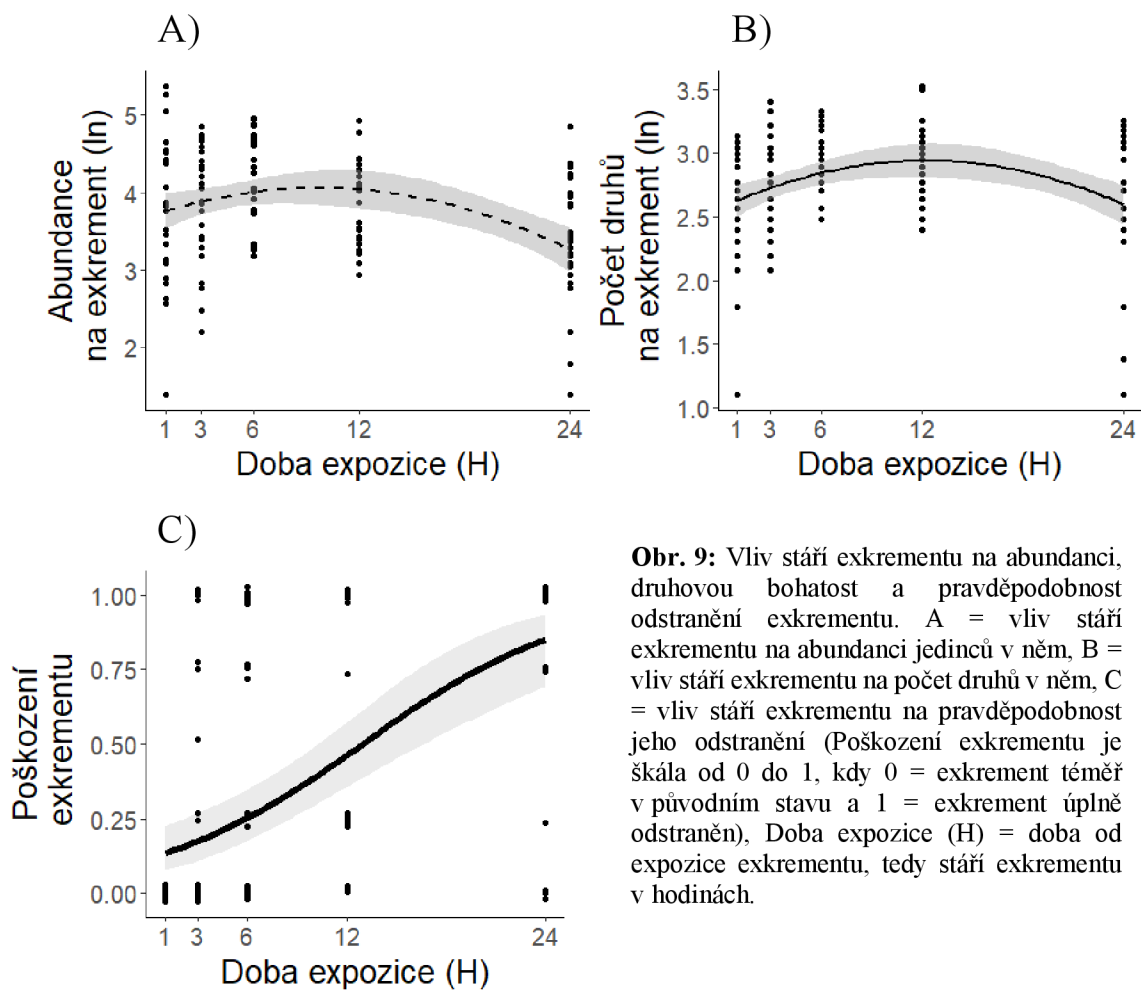 A)
Abundance
na exkrement (ln)
5
4
3
2
1
3
6
12
24
Doba expozice (H)
B)
Počet druhů
na exkrement (ln)
3.5
3.0
2.5
2.0
1.5
1.0
1
3
6
12
24
Doba expozice (H)
C)
Poškození
exkrementu
1.00
0.75
0.50
0.25
0.00
1
3
6
12
24
Doba expozice (H)
Obr. 9: Vliv stáří exkrementu na abundanci,
druhovou bohatost a pravděpodobnost
odstranění exkrementu. A = vliv stáří
exkrementu na abundanci jedinců v něm, B =
vliv stáří exkrementu na počet druhů v něm, C
= vliv stáří exkrementu na pravděpodobnost
jeho odstranění (Poškození exkrementu je
škála od 0 do 1, kdy 0 = exkrement téměř
v původním stavu a 1 = exkrement úplně
odstraněn), Doba expozice (H) = doba od
expozice exkrementu, tedy stáří exkrementu
v hodinách.